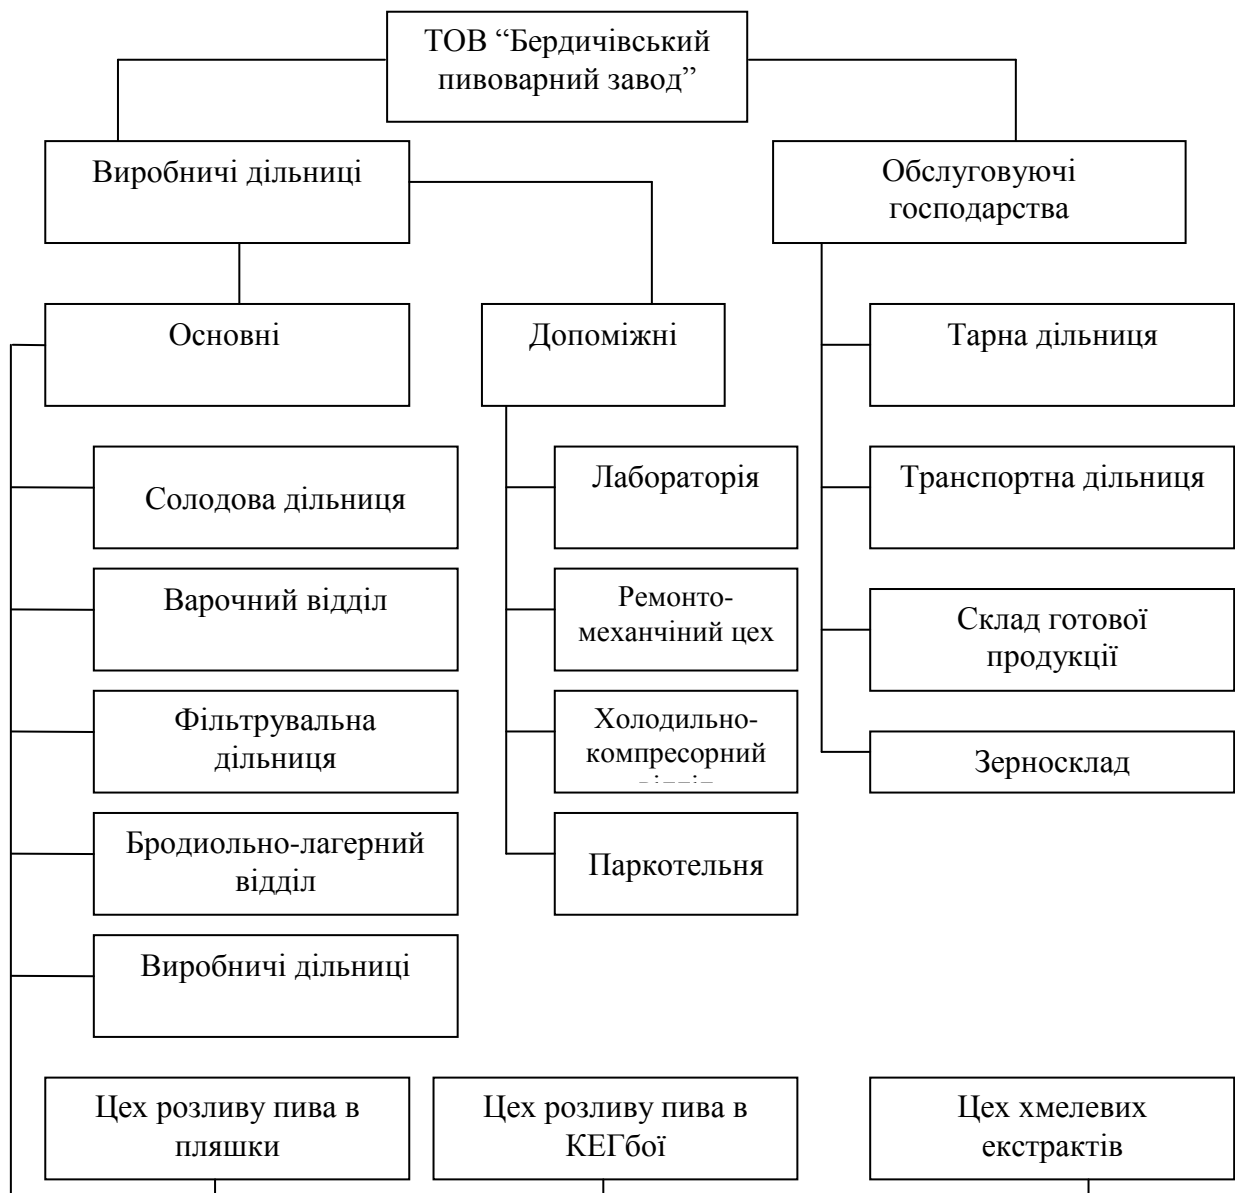 ТОВ “Бердичівський
пивоварний завод”
Виробничі дільниці
Обслуговуючі
господарства
Основні
Допоміжні
Тарна дільниця
Солодова дільниця
Лабораторія
Транспортна дільниця
Варочний відділ
Ремонто-
механчіний цех
Склад готової
продукції
Фільтрувальна
дільниця
Холодильно-
компресорний
Зерносклад
Бродиольно-лагерний
відділ
Паркотельня
Виробничі дільниці
Цех розливу пива в
пляшки
Цех розливу пива в
КЕГбої
Цех хмелевих
екстрактів